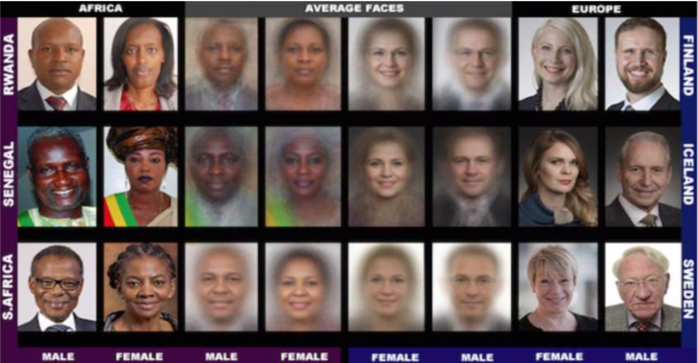 AFRICA
AVERAGE FACES
EUROPE
RWANDA
FINLAND
SENEGAL
ICELAND
S.AFRICA
SWEDEN
MALE
FEMALE
MALE
FEMALE
FEMALE
MALE
FEMALE
MALE